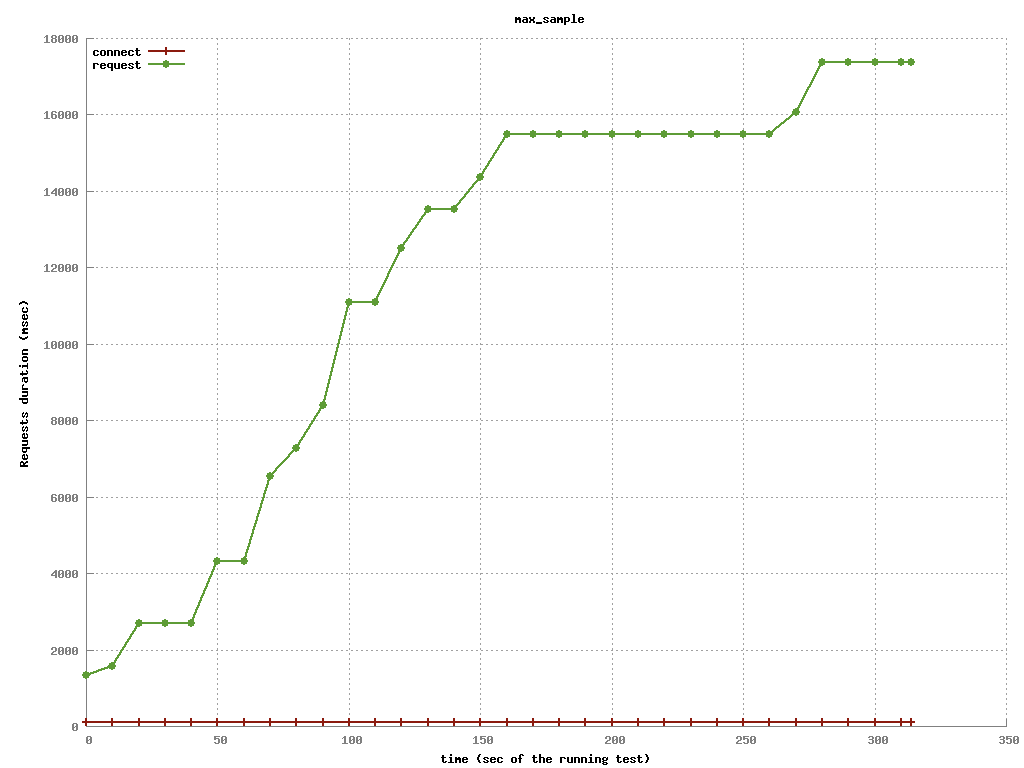 max_sample
18000
connect
request
16000
14000
12000
10000
8000
6000
4000
2000
0
Requests duration (msec)
0 50 100 150 200 250 300 350
time (sec of the running test)